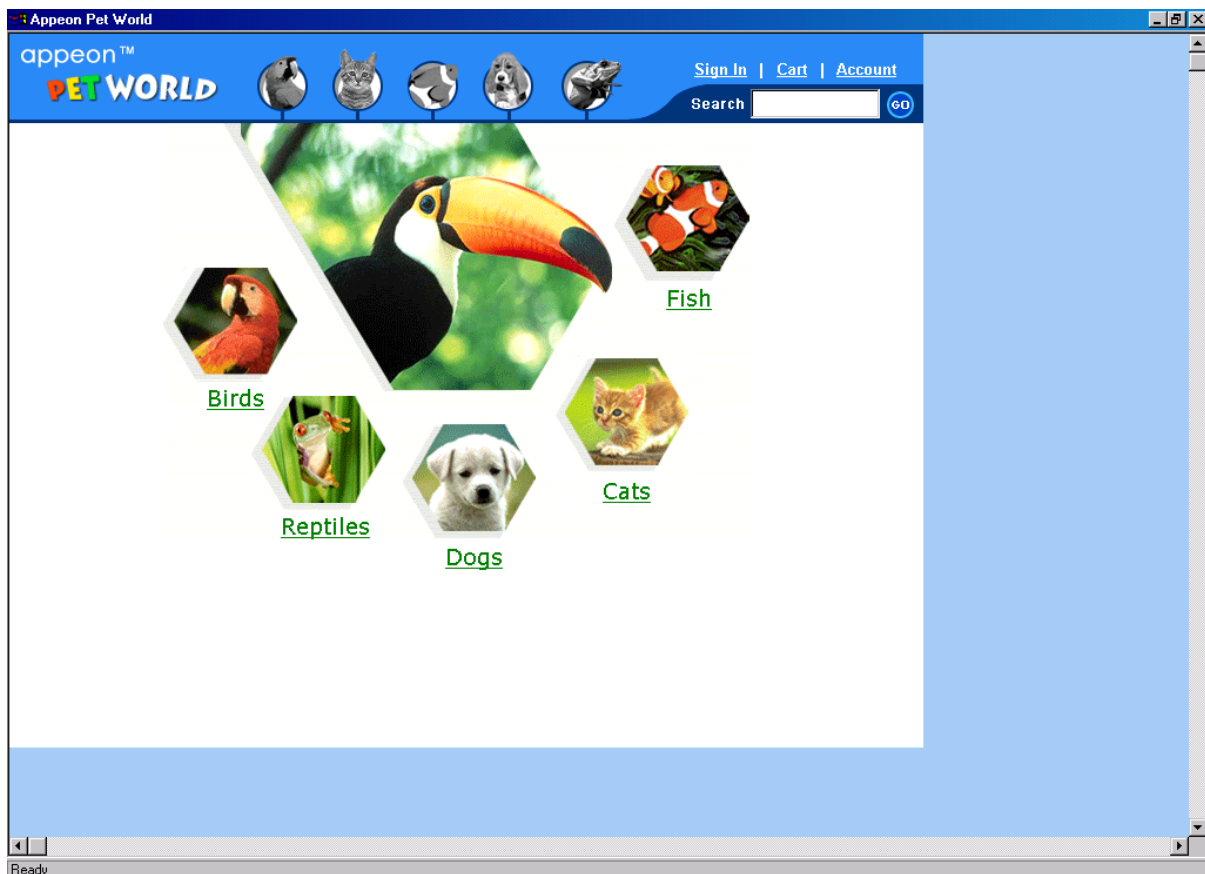 Appeon Pet World
appeon™
PET WORLD
Sign In | Cart | Account
Search GO
Fish
Birds
Cats
Reptiles
Dogs
Ready